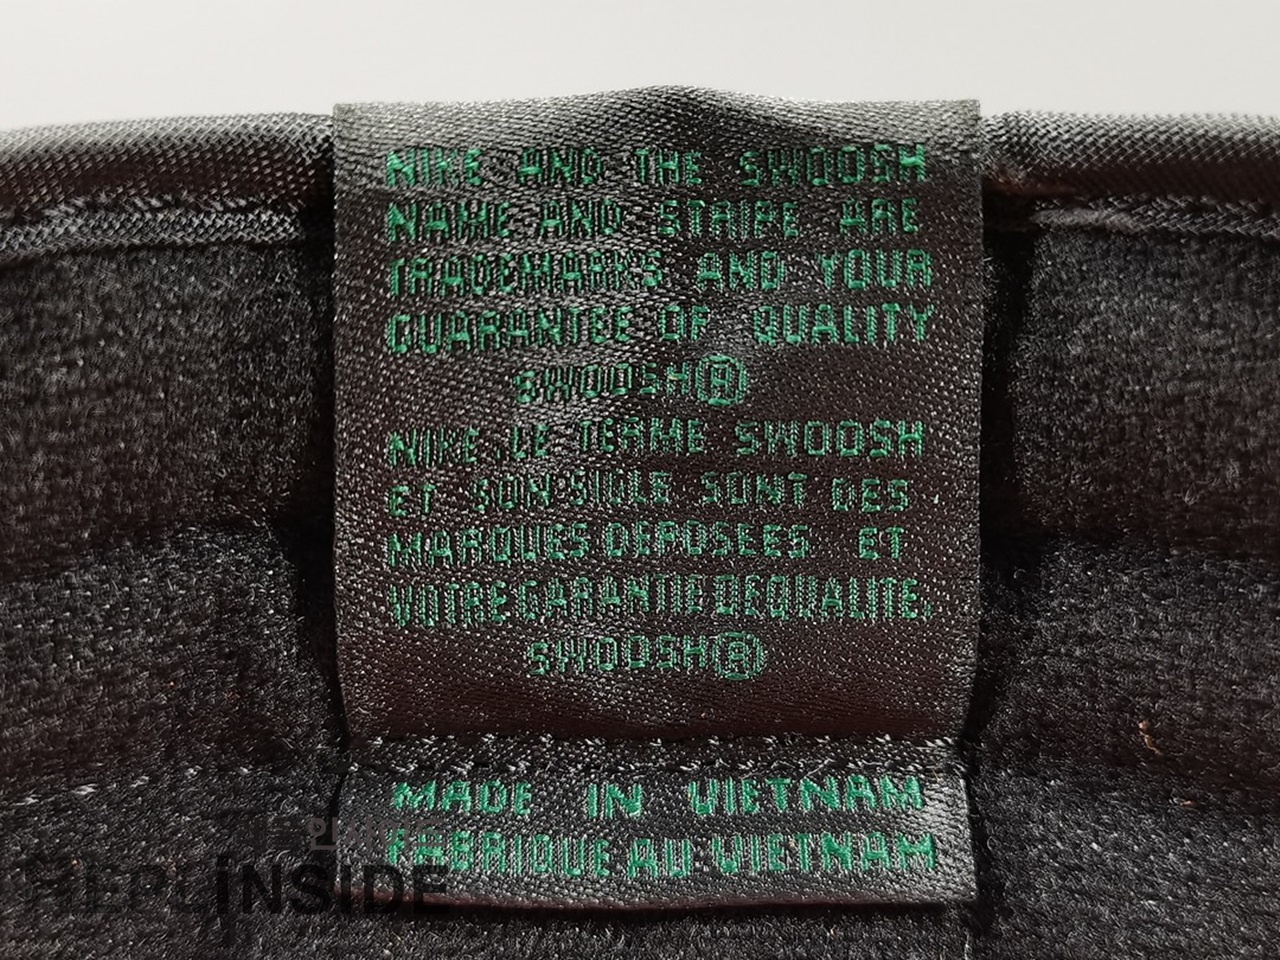 NIKE AND THE SWOOSH
NAME AND STRIPE ARE
TRADEMARKS AND YOUR
GUARANTEE OF QUALITY
SWOOSH®
NIKE, LE TERME SWOOSH
ET SON SIGLE SONT DES
MARQUES DEPOSEES ET
VOTRE GARANTIE DE QUALITE.
SWOOSH®
MADE IN VIETNAM
FABRIQUE AU VIETNAM
REPLINSIDE